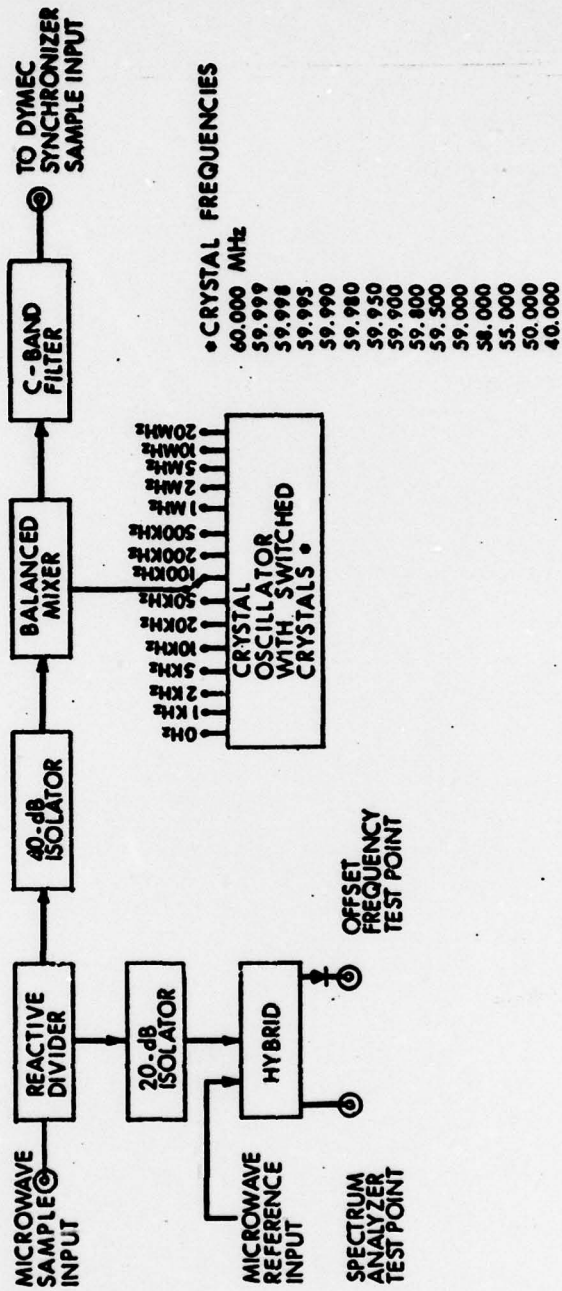 MICROWAVE
SAMPLE
INPUT
REACTIVE
DIVIDER
40-dB
ISOLATOR
BALANCED
MIXER
C-BAND
FILTER
TO DYMEC
SYNCHRONIZER
SAMPLE INPUT
20-dB
ISOLATOR
MICROWAVE
REFERENCE
INPUT
HYBRID
SPECTRUM
ANALYZER
TEST POINT
OFFSET
FREQUENCY
TEST POINT
0Hz
1 KHz
2 KHz
5KHz
10KHz
20KHz
50KHz
100KHz
200KHz
500KHz
1 MHz
2 MHz
5MHz
10MHz
20MHz
CRYSTAL
OSCILLATOR
WITH SWITCHED
CRYSTALS *
*CRYSTAL FREQUENCIES
60.000 MHz
59.999
59.998
59.995
59.990
59.980
59.950
59.900
59.800
59.500
59.000
58.000
55.000
50.000
40.000